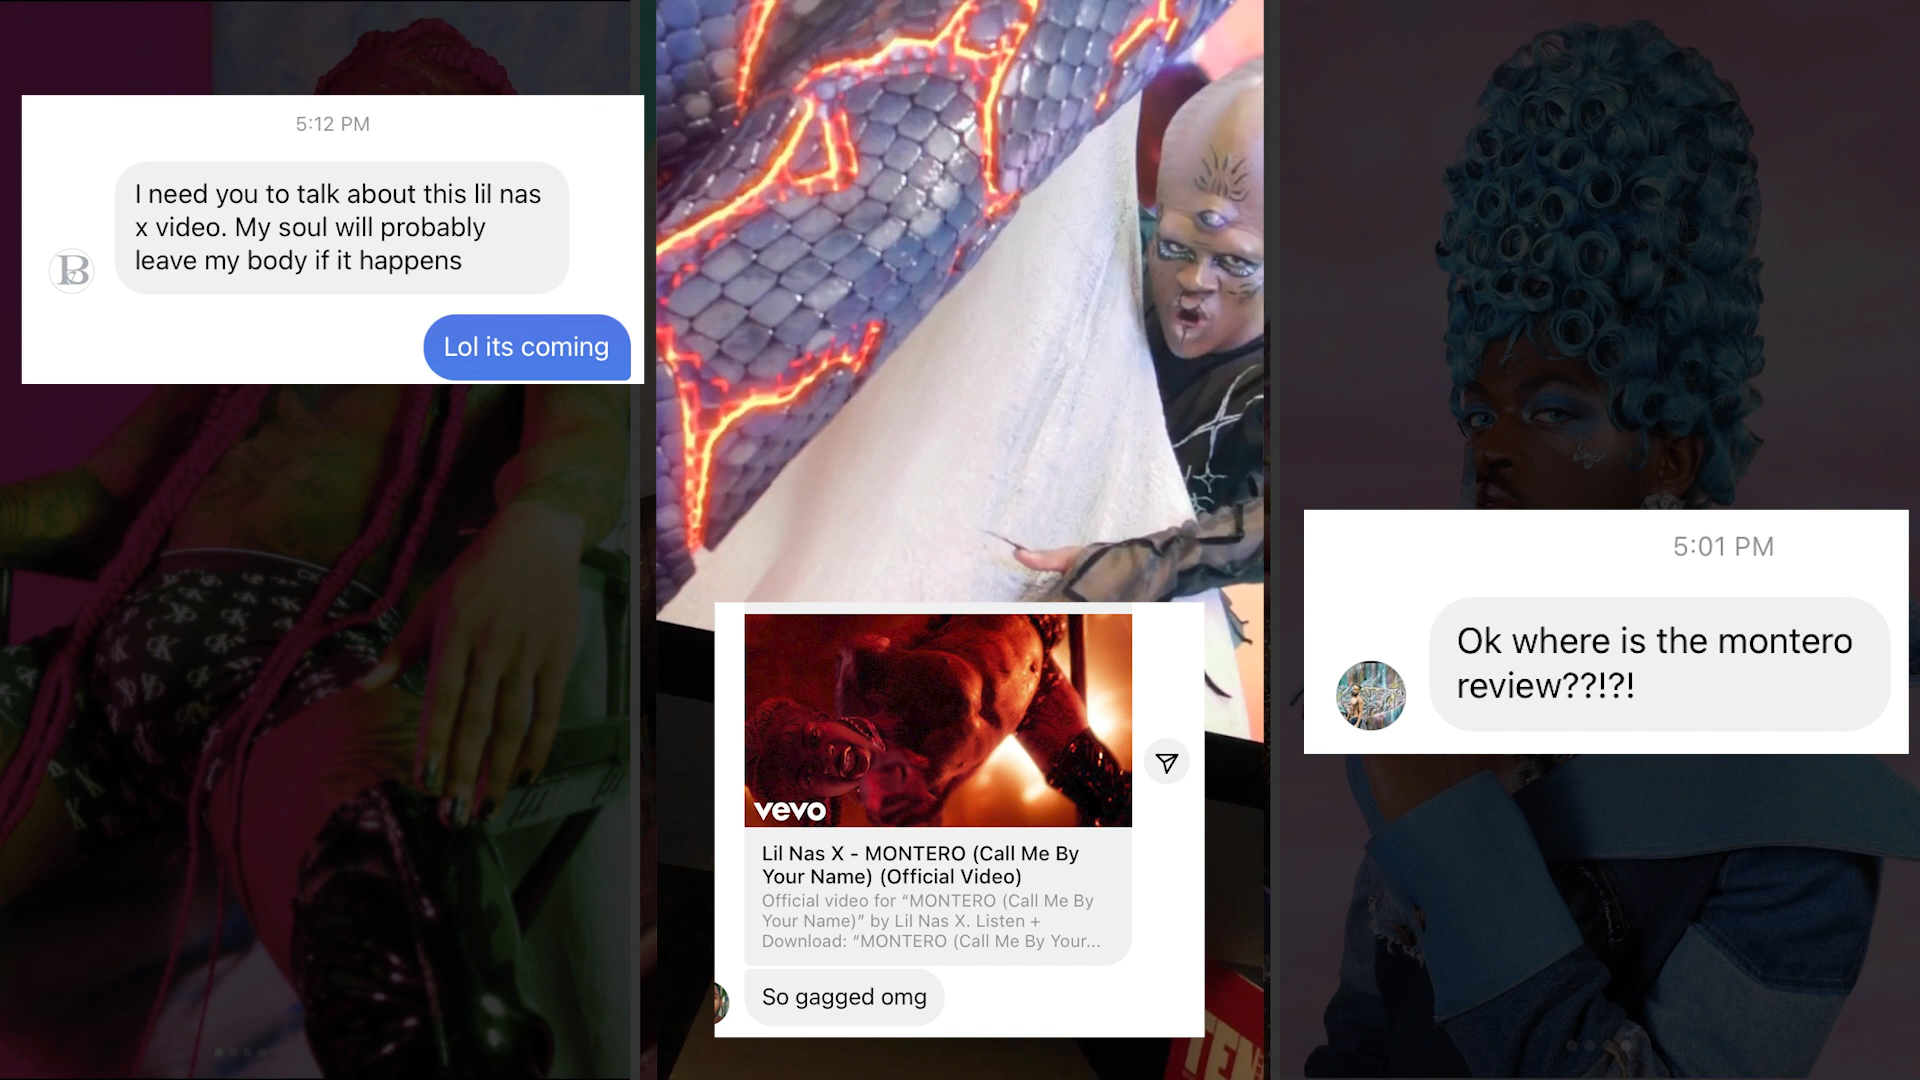 5:12 PM
I need you to talk about this lil nas
x video. My soul will probably
leave my body if it happens
B
Lol its coming
CK
vevo
Lil Nas X - MONTERO (Call Me By
Your Name) (Official Video)
Official video for “MONTERO (Call Me By
Your Name)” by Lil Nas X. Listen +
Download: “MONTERO (Call Me By Your...
So gagged omg
5:01 PM
Ok where is the montero
review??!?!